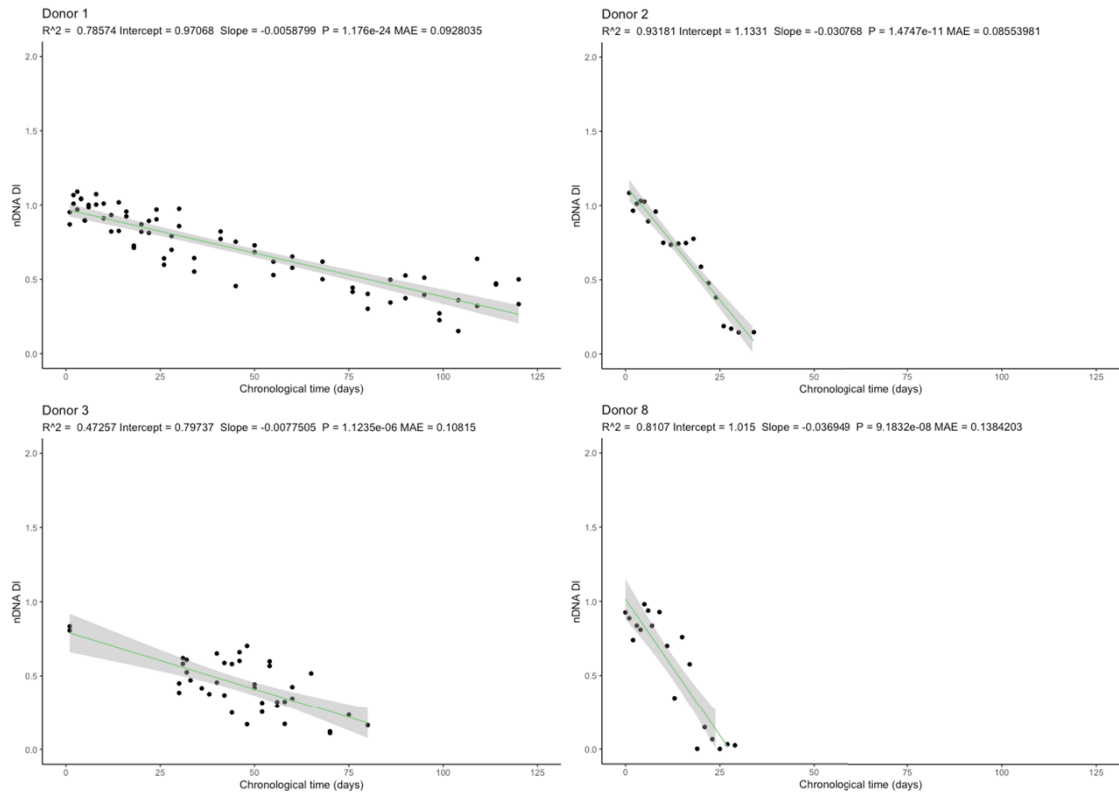 Donor 1
R^2 = 0.78574 Intercept = 0.97068 Slope = -0.0058799 P = 1.176e-24 MAE = 0.0928035
2.0
1.5
1.0
0.5
0.0
nDNA DI
0 25 50 75 100 125
Chronological time (days)
Donor 2
R^2 = 0.93181 Intercept = 1.1331 Slope = -0.030768 P = 1.4747e-11 MAE = 0.08553981
2.0
1.5
1.0
0.5
0.0
nDNA DI
0 25 50 75 100 125
Chronological time (days)
Donor 3
R^2 = 0.47257 Intercept = 0.79737 Slope = -0.0077505 P = 1.1235e-06 MAE = 0.10815
2.0
1.5
1.0
0.5
0.0
nDNA DI
0 25 50 75 100 125
Chronological time (days)
Donor 8
R^2 = 0.8107 Intercept = 1.015 Slope = -0.036949 P = 9.1832e-08 MAE = 0.1384203
2.0
1.5
1.0
0.5
0.0
nDNA DI
0 25 50 75 100 125
Chronological time (days)